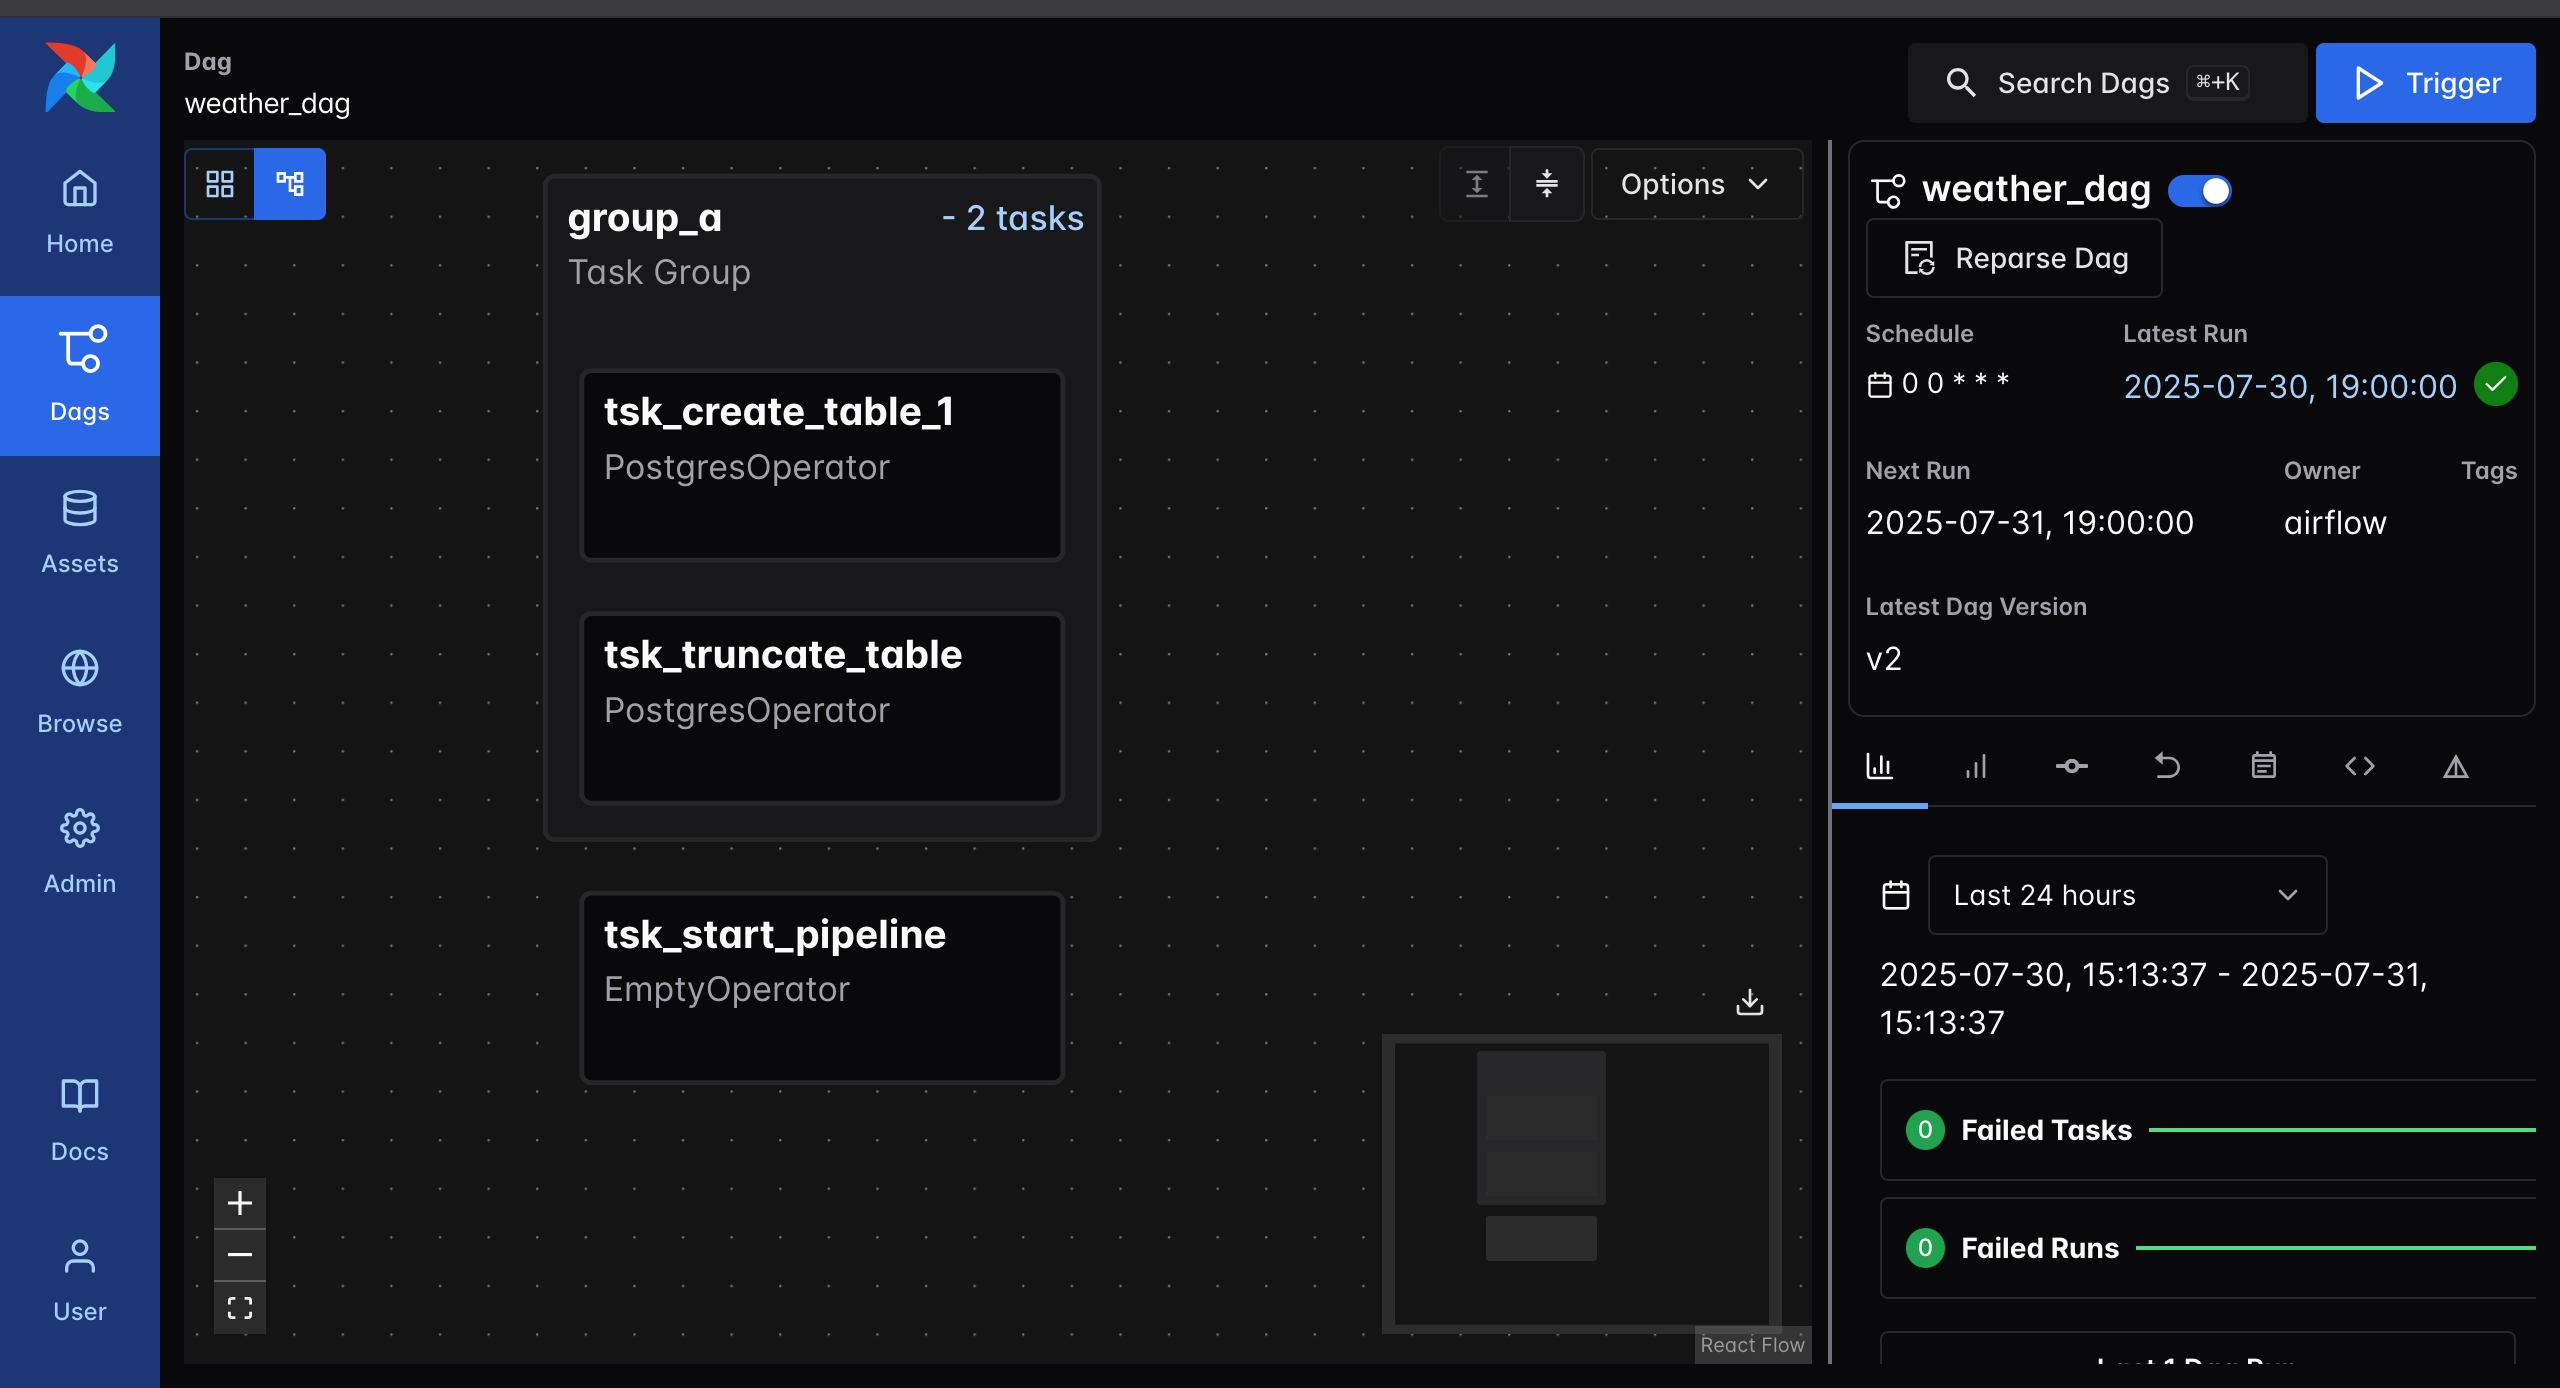 Dag
weather_dag
Search Dags ⌘+K
Trigger
Home
Dags
Assets
Browse
Admin
Docs
User
Options
group_a - 2 tasks
Task Group
tsk_create_table_1
PostgresOperator
tsk_truncate_table
PostgresOperator
tsk_start_pipeline
EmptyOperator
React Flow
weather_dag
Reparse Dag
Schedule Latest Run
0 0 * * * 2025-07-30, 19:00:00
Next Run Owner Tags
2025-07-31, 19:00:00 airflow
Latest Dag Version
v2
Last 24 hours
2025-07-30, 15:13:37 - 2025-07-31,
15:13:37
0 Failed Tasks
0 Failed Runs
Last 1 Dag Run